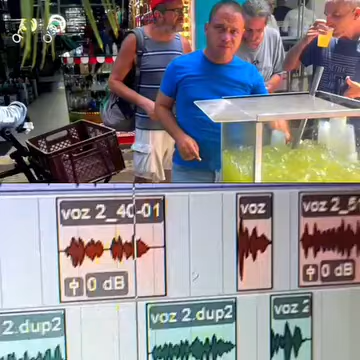 voz 2_40-01
voz
voz 2_5
0 dB
0 dB
2.dup2
voz 2.dup2
voz 2